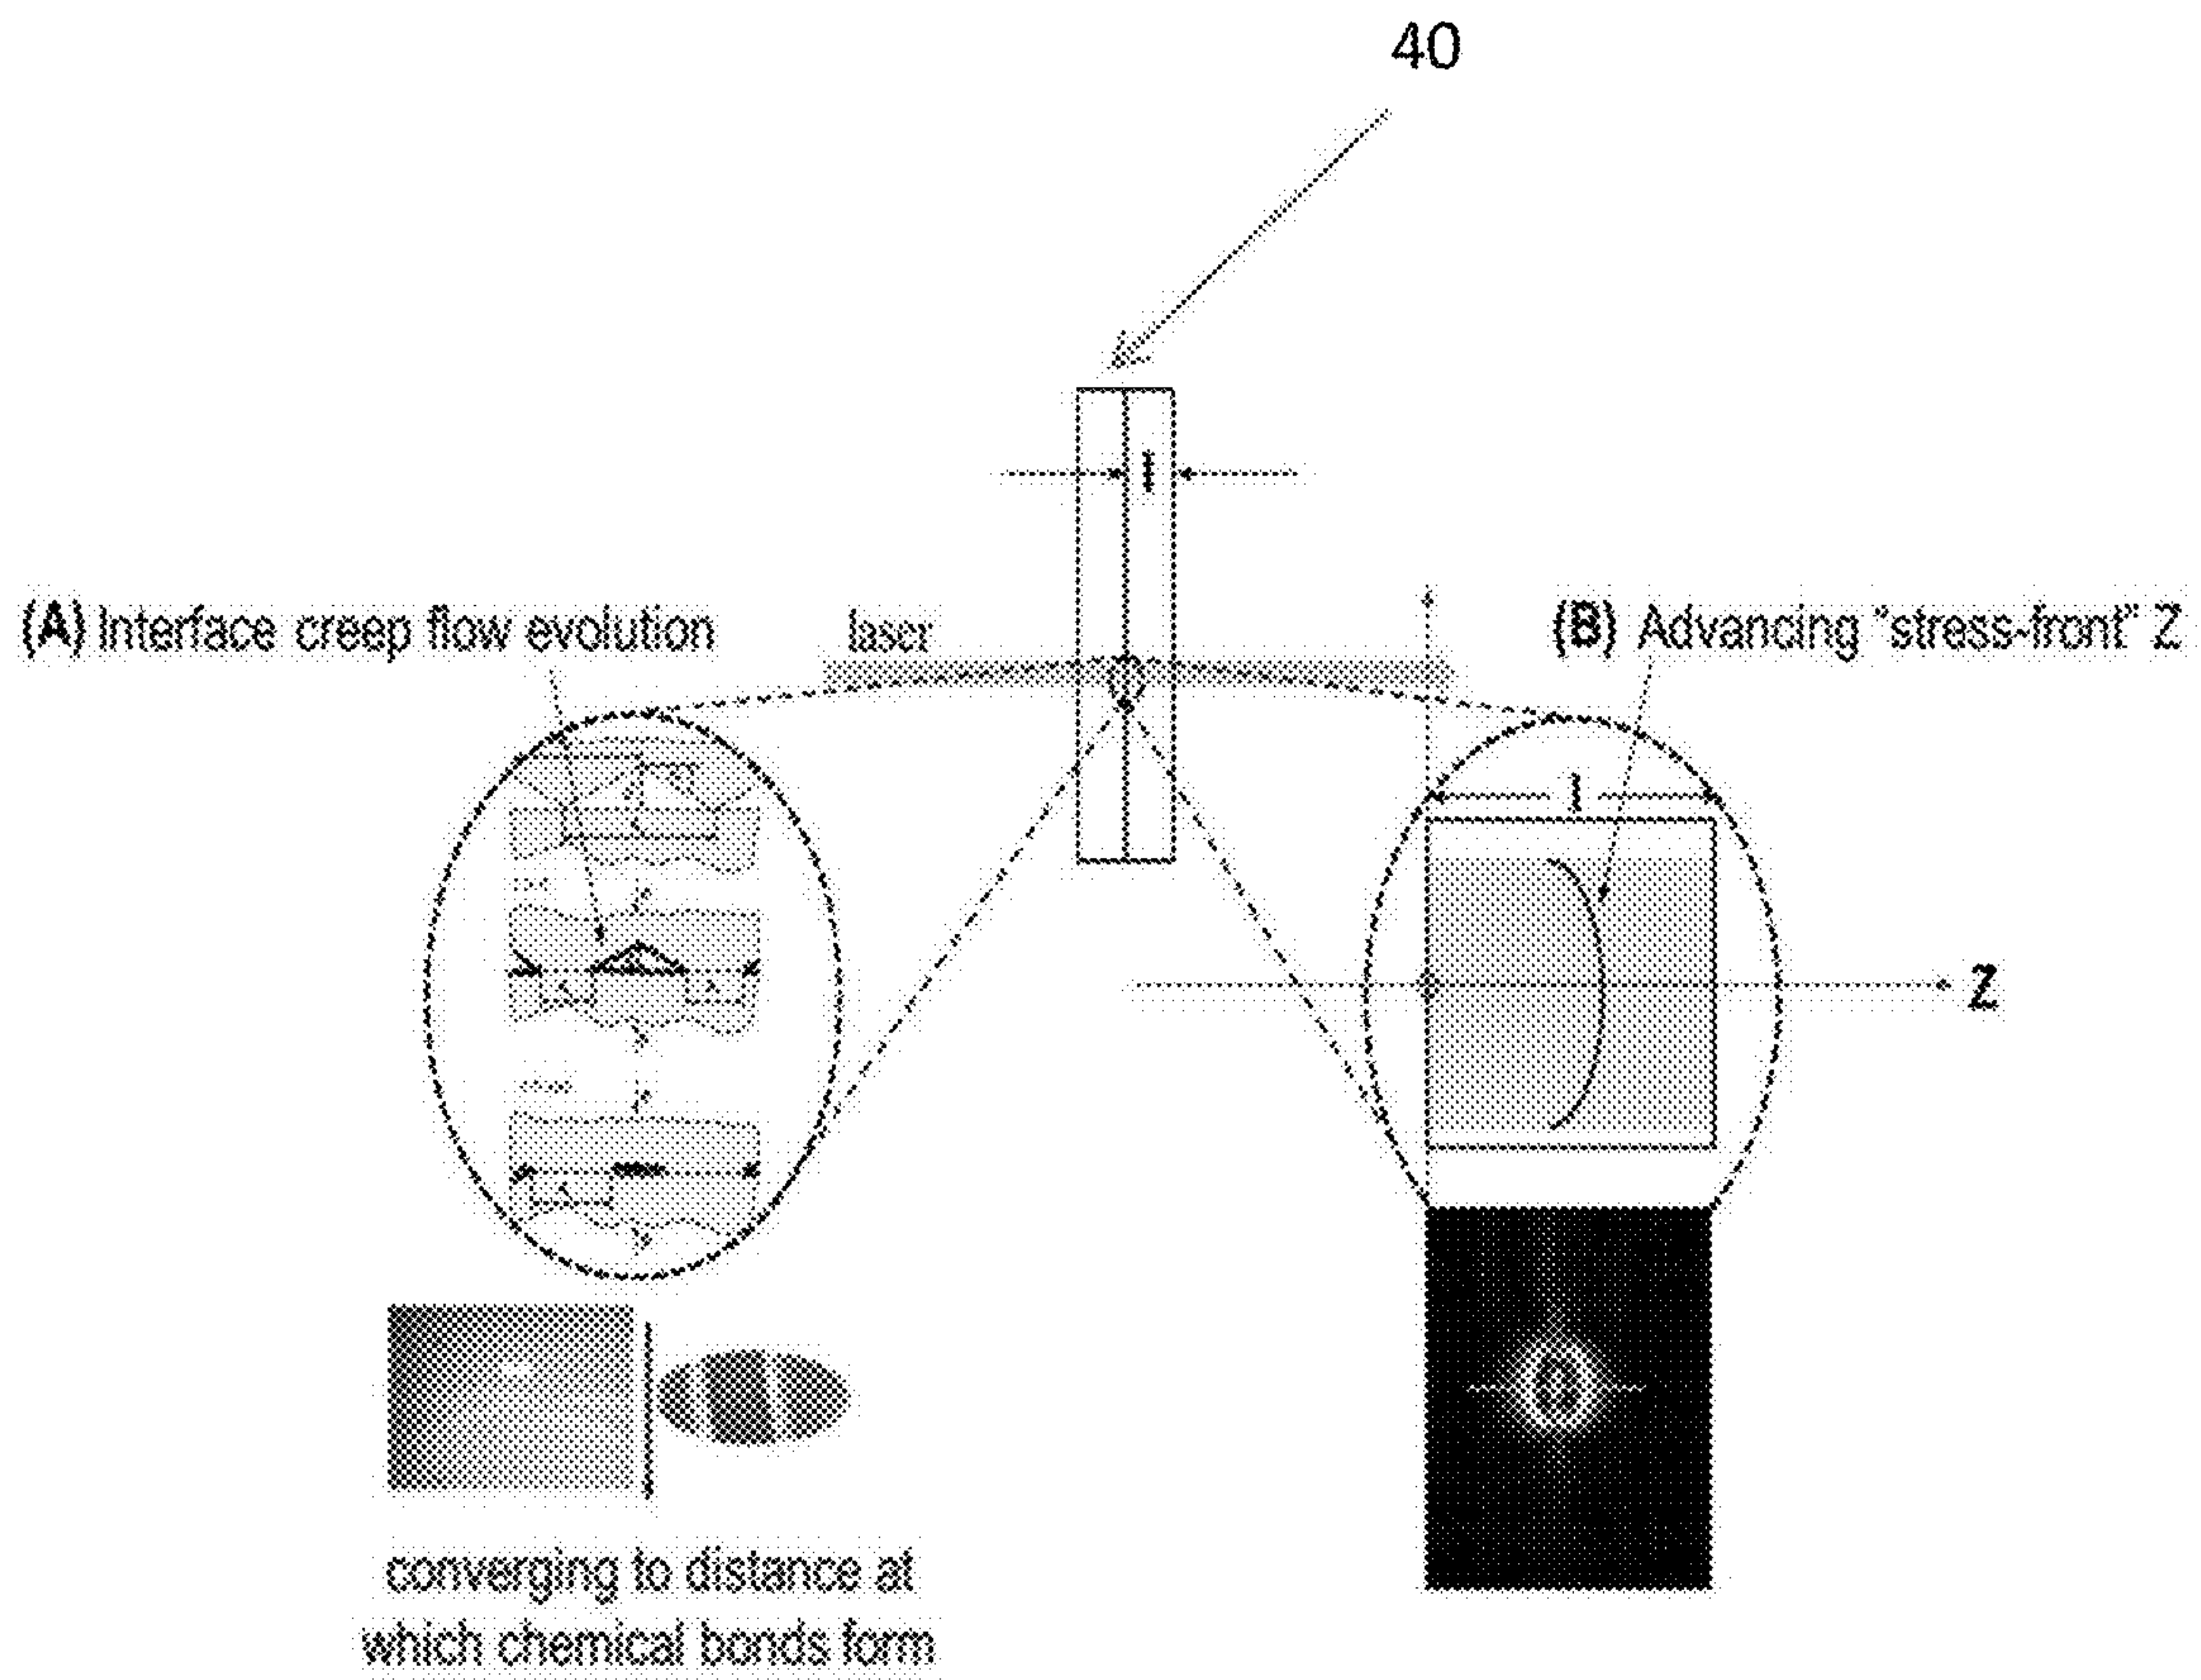 40
l
(A) Interface creep flow evolution
laser
(B) Advancing "stress-front" Z
l
Z
converging to distance at
which chemical bonds form